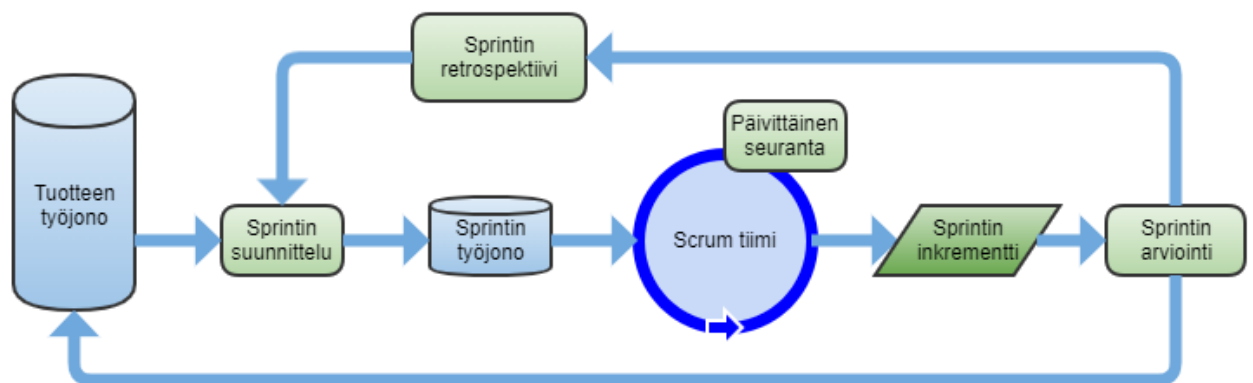 Sprintin
retrospektiivi
Päivittäinen
seuranta
Tuotteen
työjono
Sprintin
suunnittelu
Sprintin
työjono
Scrum tiimi
Sprintin
inkrementti
Sprintin
arviointi